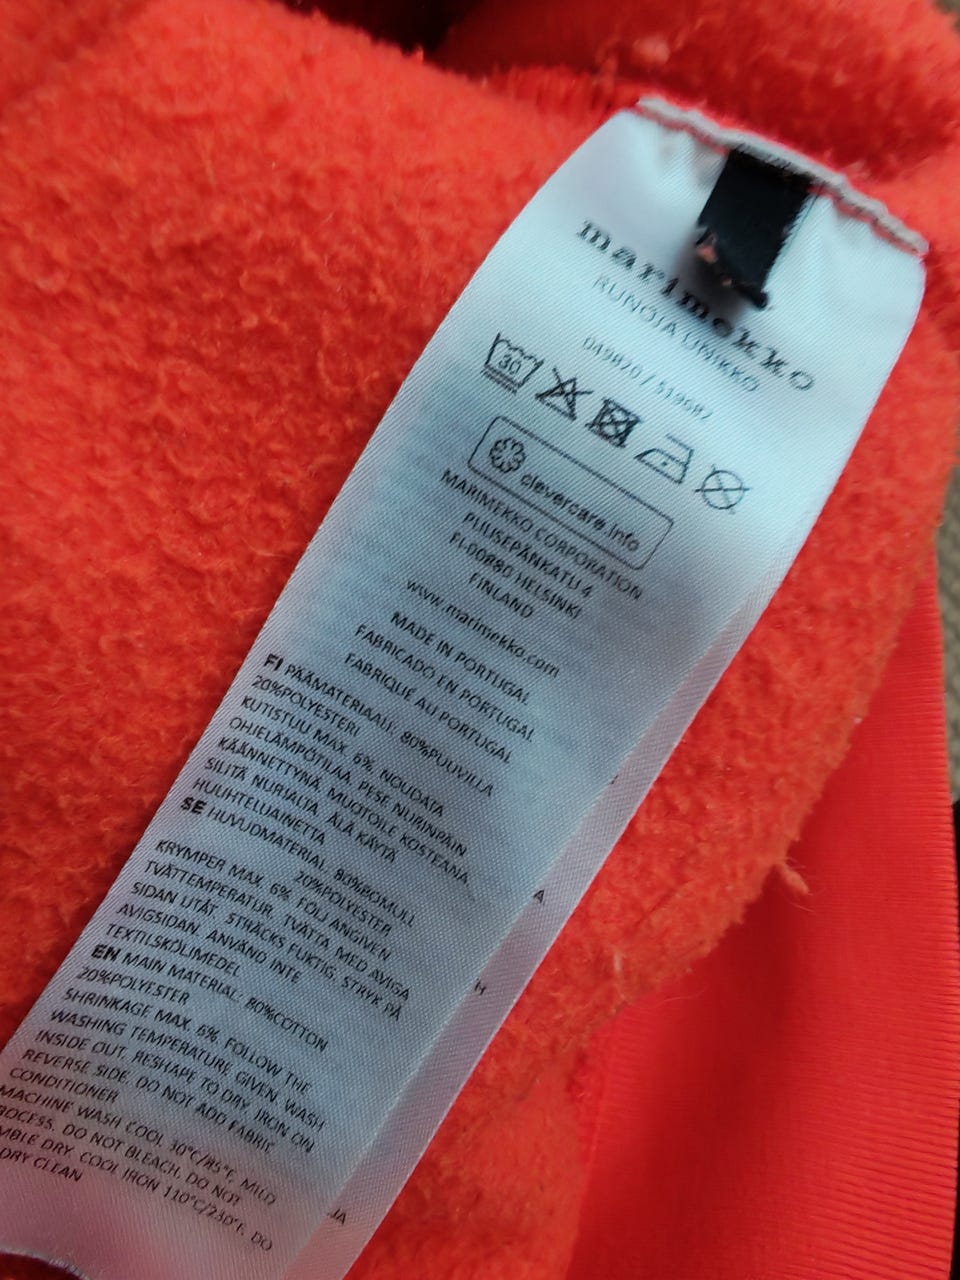 marimekko
RUNOJA UNIKKO
049820 / 519687
30
clevercare.info
MARIMEKKO CORPORATION
PUUSEPÄNKATU 4
FI-00880 HELSINKI
FINLAND
www.marimekko.com
MADE IN PORTUGAL
FABRICADO EN PORTUGAL
FABRIQUÉ AU PORTUGAL
FI PÄÄMATERIAALI: 80%PUUVILLA
20%POLYESTERI
KUTISTUU MAX. 6%. NOUDATA
OHJELÄMPÖTILAA. PESE NURINPÄIN
KÄÄNNETTYNÄ. MUOTOILE KOSTEANA.
SILITÄ NURJALTA. ÄLÄ KÄYTÄ
HUUHTELUAINETTA
SE HUVUDMATERIAL: 80%BOMULL
20%POLYESTER
KRYMPER MAX. 6%. FÖLJ ANGIVEN
TVÄTTEMPERATUR. TVÄTTA MED AVIGA
SIDAN UTÅT. STRÄCKS FUKTIG. STRYK PÅ
AVIGSIDAN. ANVÄND INTE
TEXTILSKÖLJMEDEL
EN MAIN MATERIAL: 80%COTTON
20%POLYESTER
SHRINKAGE MAX. 6%. FOLLOW THE
WASHING TEMPERATURE GIVEN. WASH
INSIDE OUT. RESHAPE TO DRY. IRON ON
REVERSE SIDE. DO NOT ADD FABRIC
CONDITIONER
MACHINE WASH COOL 30°C/85°F, MILD
ROCESS. DO NOT BLEACH. DO NOT
MBLE DRY. COOL IRON 110°C/230°F. DO
DRY CLEAN
A
H
JA